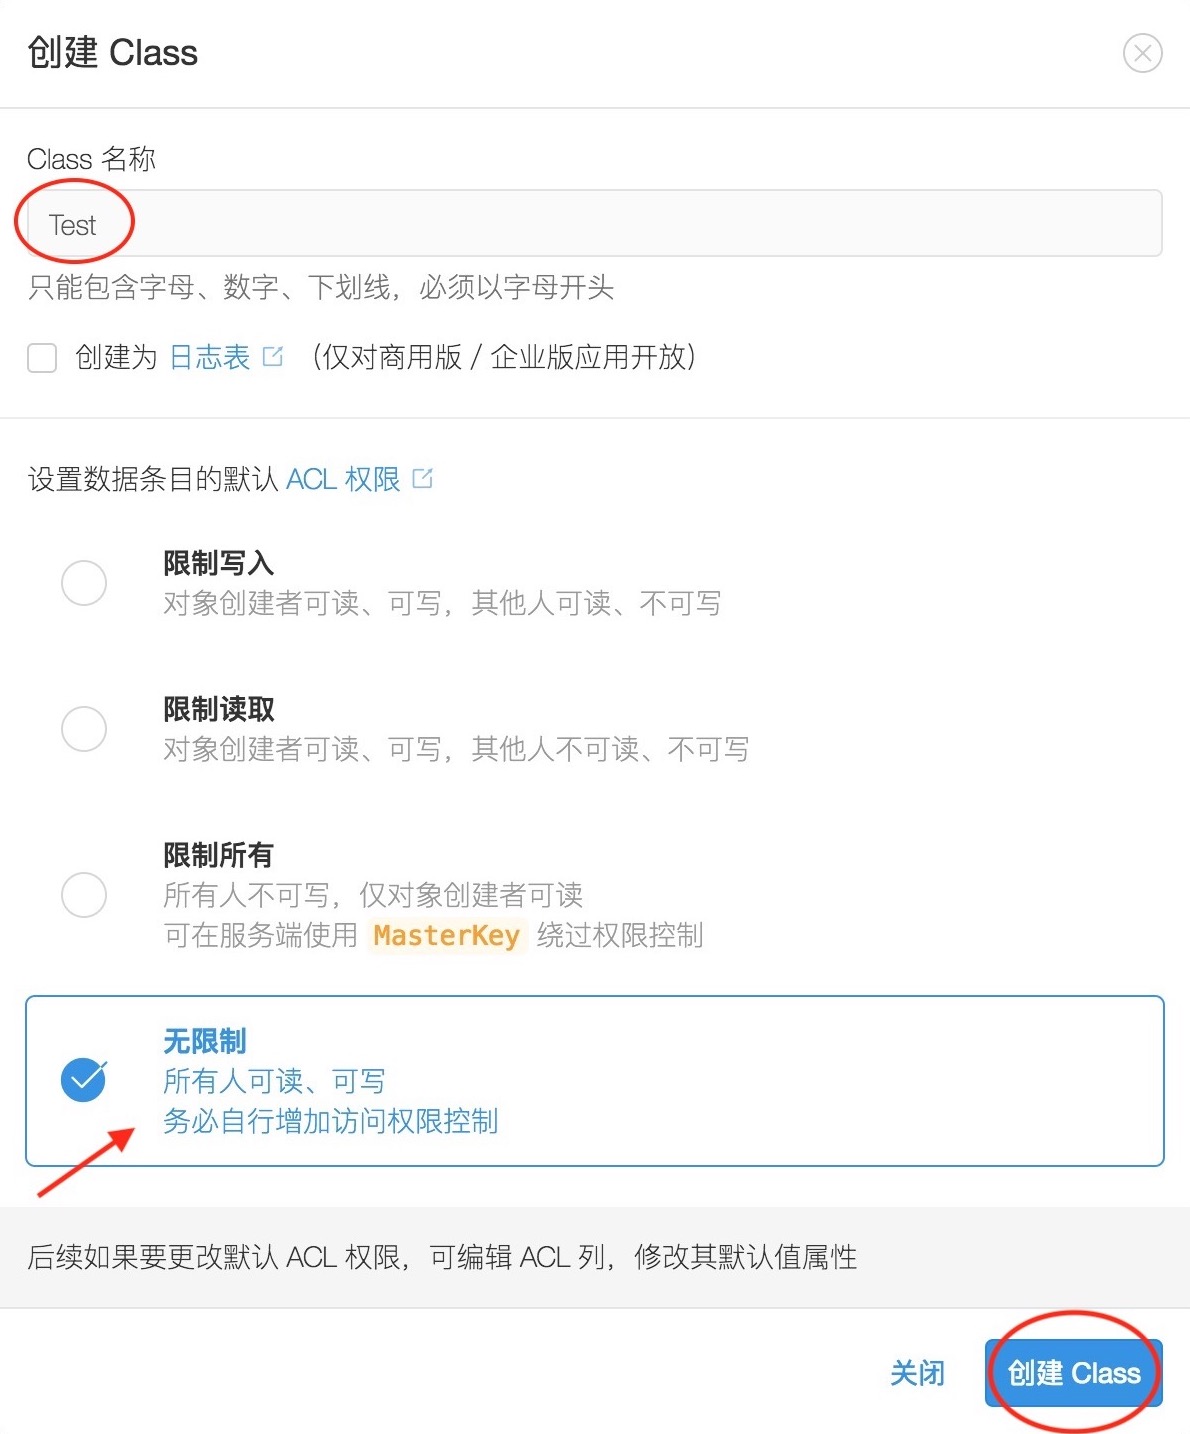 创建 Class
Class 名称
Test
只能包含字母、数字、下划线，必须以字母开头
创建为 日志表 （仅对商用版 / 企业版应用开放）
设置数据条目的默认 ACL 权限
限制写入
对象创建者可读、可写，其他人可读、不可写
限制读取
对象创建者可读、可写，其他人不可读、不可写
限制所有
所有人不可写，仅对象创建者可读
可在服务端使用 MasterKey 绕过权限控制
无限制
所有人可读、可写
务必自行增加访问权限控制
后续如果要更改默认 ACL 权限，可编辑 ACL 列，修改其默认值属性
关闭 创建 Class